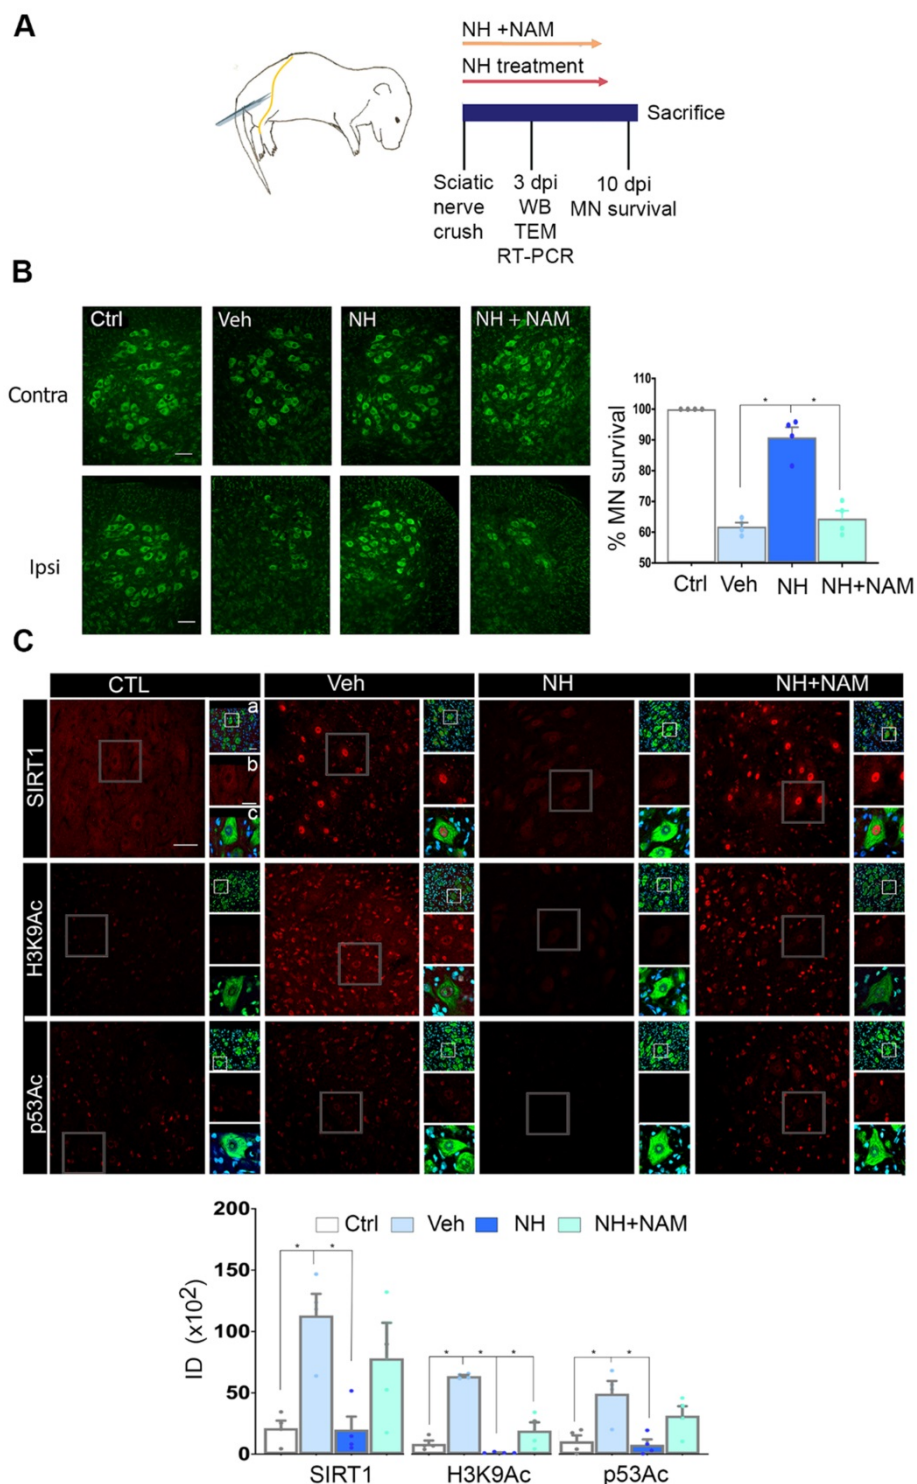 A
NH +NAM
NH treatment
Sacrifice
Sciatic nerve crush
3 dpi WB TEM RT-PCR
10 dpi MN survival
B
Ctrl Veh NH NH + NAM
Contra
Ipsi
% MN survival
110
100
90
80
70
60
50
* *
Ctrl Veh NH NH+NAM
C
CTL Veh NH NH+NAM
SIRT1
a
b
c
H3K9Ac
p53Ac
ID (x10²)
200
150
100
50
0
Ctrl Veh NH NH+NAM
* *
* * *
* *
SIRT1 H3K9Ac p53Ac